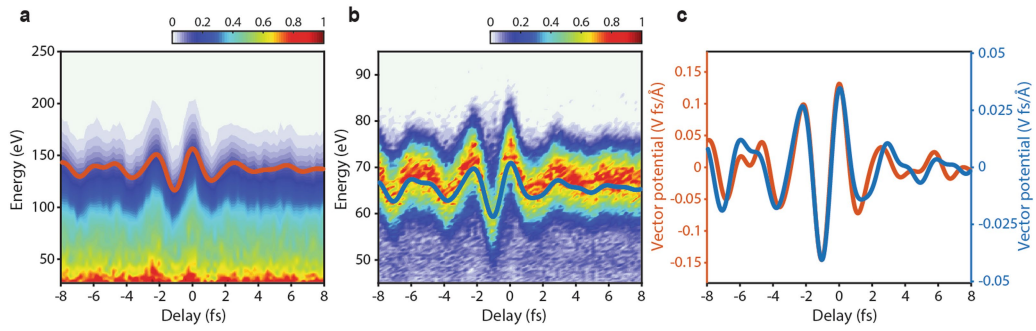 a
0 0.2 0.4 0.6 0.8 1
250
200
150
100
50
Energy (eV)
-8 -6 -4 -2 0 2 4 6 8
Delay (fs)
b
0 0.2 0.4 0.6 0.8 1
90
80
70
60
50
Energy (eV)
-8 -6 -4 -2 0 2 4 6 8
Delay (fs)
c
0.15
0.1
0.05
0
-0.05
-0.1
-0.15
Vector potential (V fs/Å)
0.05
0.025
0
-0.025
-0.05
Vector potential (V fs/Å)
-8 -6 -4 -2 0 2 4 6 8
Delay (fs)